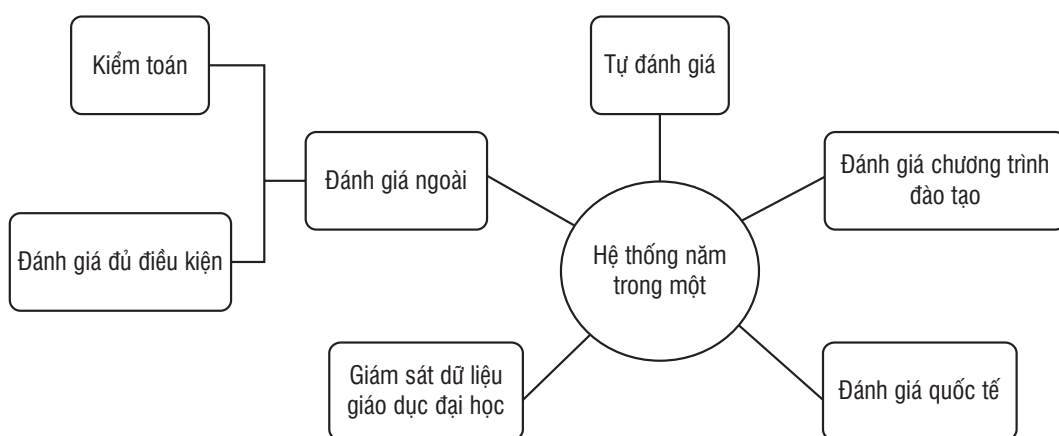 Kiểm toán
Tự đánh giá
Đánh giá ngoài
Đánh giá chương trình
đào tạo
Đánh giá đủ điều kiện
Hệ thống năm
trong một
Giám sát dữ liệu
giáo dục đại học
Đánh giá quốc tế